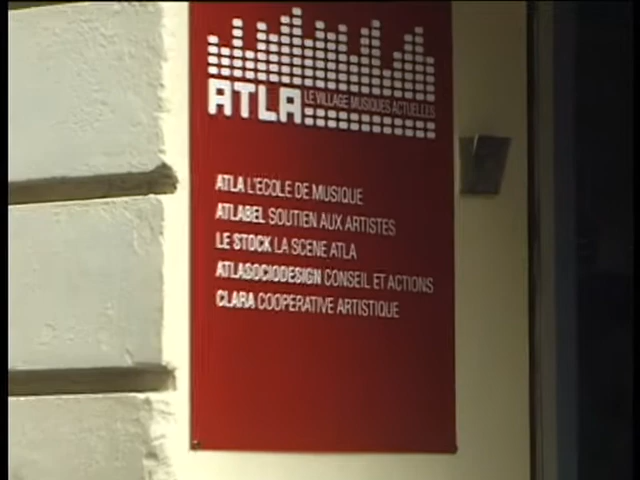 ATLA LE VILLAGE MUSIQUES ACTUELLES
ATLA L'ECOLE DE MUSIQUE
ATLABEL SOUTIEN AUX ARTISTES
LE STOCK LA SCENE ATLA
ATLASOCIODESIGN CONSEIL ET ACTIONS
CLARA COOPERATIVE ARTISTIQUE